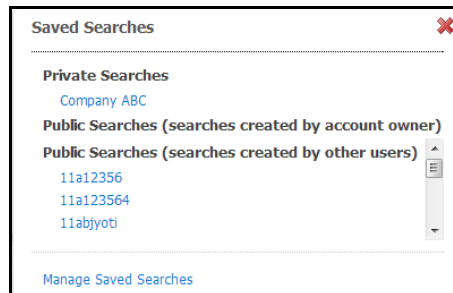 Saved Searches
Private Searches
Company ABC
Public Searches (searches created by account owner)
Public Searches (searches created by other users)
11a12356
11a123564
11abjyoti
Manage Saved Searches